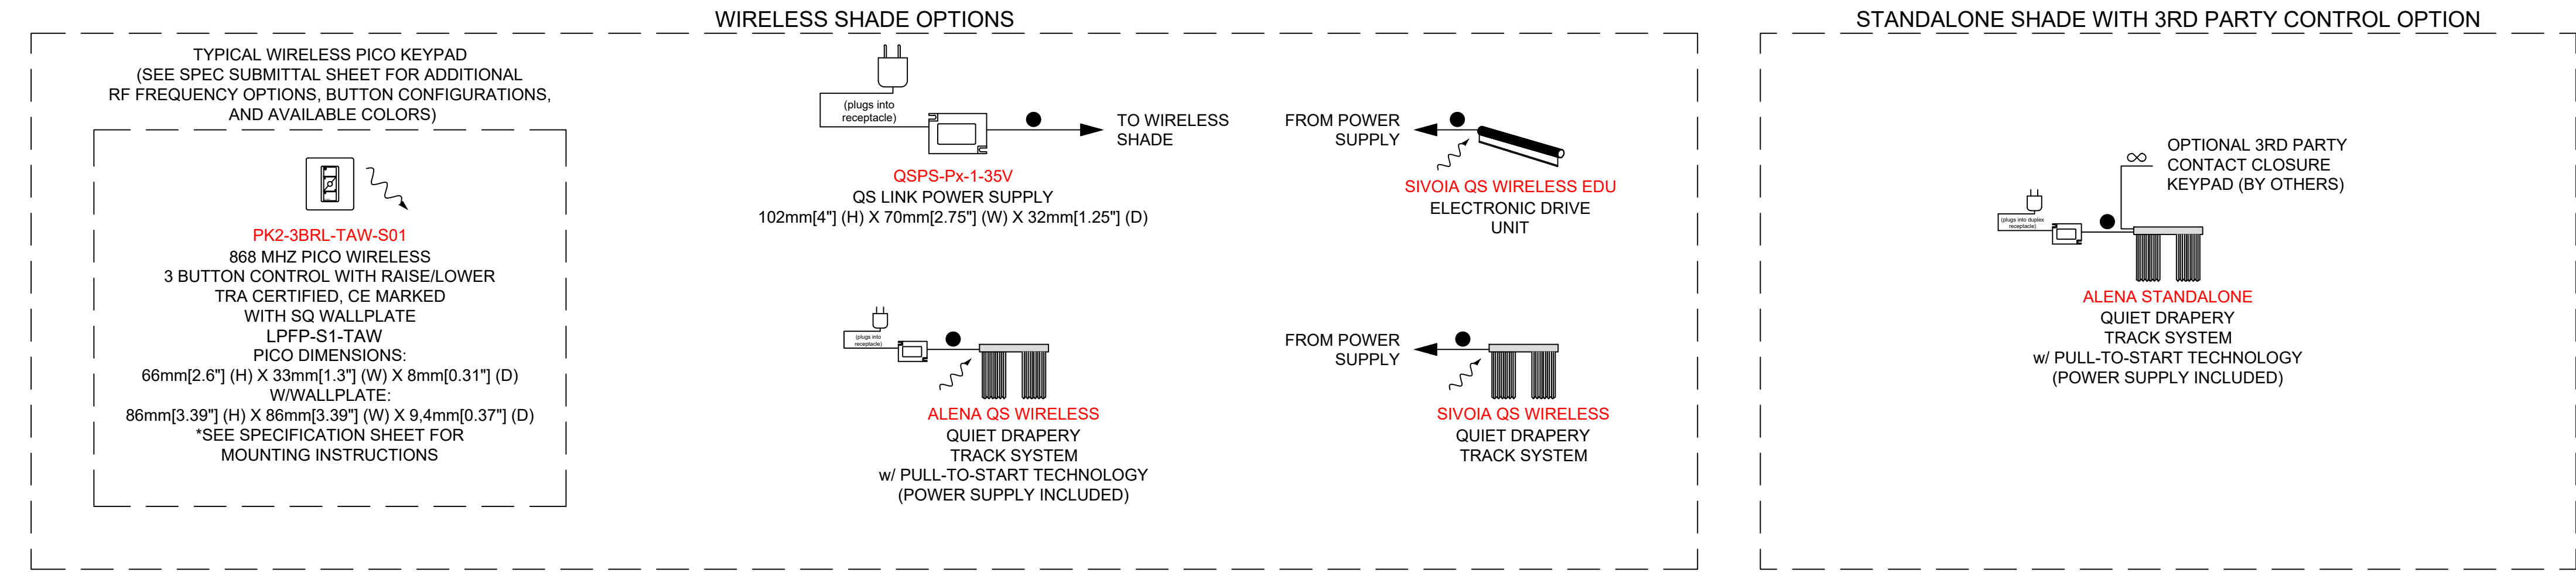 WIRELESS SHADE OPTIONS
TYPICAL WIRELESS PICO KEYPAD
(SEE SPEC SUBMITTAL SHEET FOR ADDITIONAL
RF FREQUENCY OPTIONS, BUTTON CONFIGURATIONS,
AND AVAILABLE COLORS)
PK2-3BRL-TAW-S01
868 MHZ PICO WIRELESS
3 BUTTON CONTROL WITH RAISE/LOWER
TRA CERTIFIED, CE MARKED
WITH SQ WALLPLATE
LPFP-S1-TAW
PICO DIMENSIONS:
66mm[2.6"] (H) X 33mm[1.3"] (W) X 8mm[0.31"] (D)
W/WALLPLATE:
86mm[3.39"] (H) X 86mm[3.39"] (W) X 9,4mm[0.37"] (D)
*SEE SPECIFICATION SHEET FOR
MOUNTING INSTRUCTIONS
(plugs into
receptacle)
TO WIRELESS
SHADE
QSPS-Px-1-35V
QS LINK POWER SUPPLY
102mm[4"] (H) X 70mm[2.75"] (W) X 32mm[1.25"] (D)
FROM POWER
SUPPLY
SIVOIA QS WIRELESS EDU
ELECTRONIC DRIVE
UNIT
(plugs into
receptacle)
ALENA QS WIRELESS
QUIET DRAPERY
TRACK SYSTEM
w/ PULL-TO-START TECHNOLOGY
(POWER SUPPLY INCLUDED)
FROM POWER
SUPPLY
SIVOIA QS WIRELESS
QUIET DRAPERY
TRACK SYSTEM
STANDALONE SHADE WITH 3RD PARTY CONTROL OPTION
OPTIONAL 3RD PARTY
CONTACT CLOSURE
KEYPAD (BY OTHERS)
(plugs into duplex
receptacle)
ALENA STANDALONE
QUIET DRAPERY
TRACK SYSTEM
w/ PULL-TO-START TECHNOLOGY
(POWER SUPPLY INCLUDED)